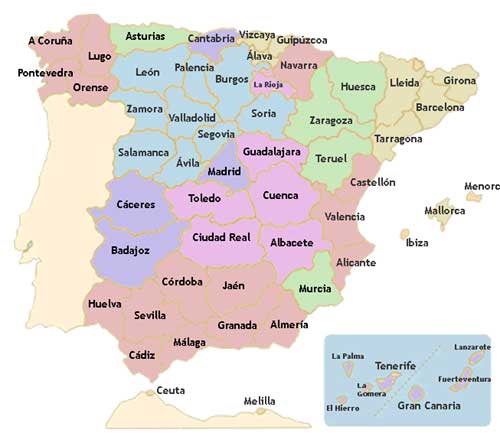 Asturias
Cantabria
Vizcaya
Guipúzcoa
A Coruña
Lugo
Álava
Navarra
Pontevedra
León
Palencia
Burgos
La Rioja
Orense
Huesca
Lleida
Girona
Zamora
Valladolid
Soria
Zaragoza
Barcelona
Segovia
Tarragona
Salamanca
Ávila
Guadalajara
Teruel
Madrid
Castellón
Menorc
Cáceres
Toledo
Cuenca
Valencia
Mallorca
Ibiza
Badajoz
Ciudad Real
Albacete
Alicante
Córdoba
Jaén
Murcia
Huelva
Sevilla
Granada
Almería
Málaga
Cádiz
Ceuta
Melilla
La Palma
Tenerife
Lanzarote
La
Gomera
Fuerteventura
El Hierro
Gran Canaria